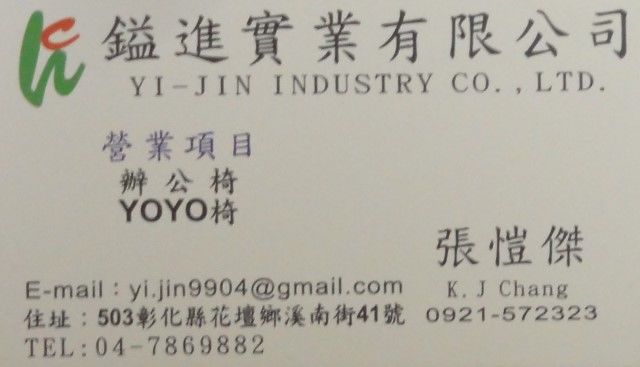 鎰進實業有限公司
YI-JIN INDUSTRY CO.,LTD.
營業項目
辦公椅
YOYO椅
張愷傑
K.J Chang
E-mail：yi.jin9904@gmail.com
住址：503彰化縣花壇鄉溪南街41號 0921-572323
TEL:04-7869882